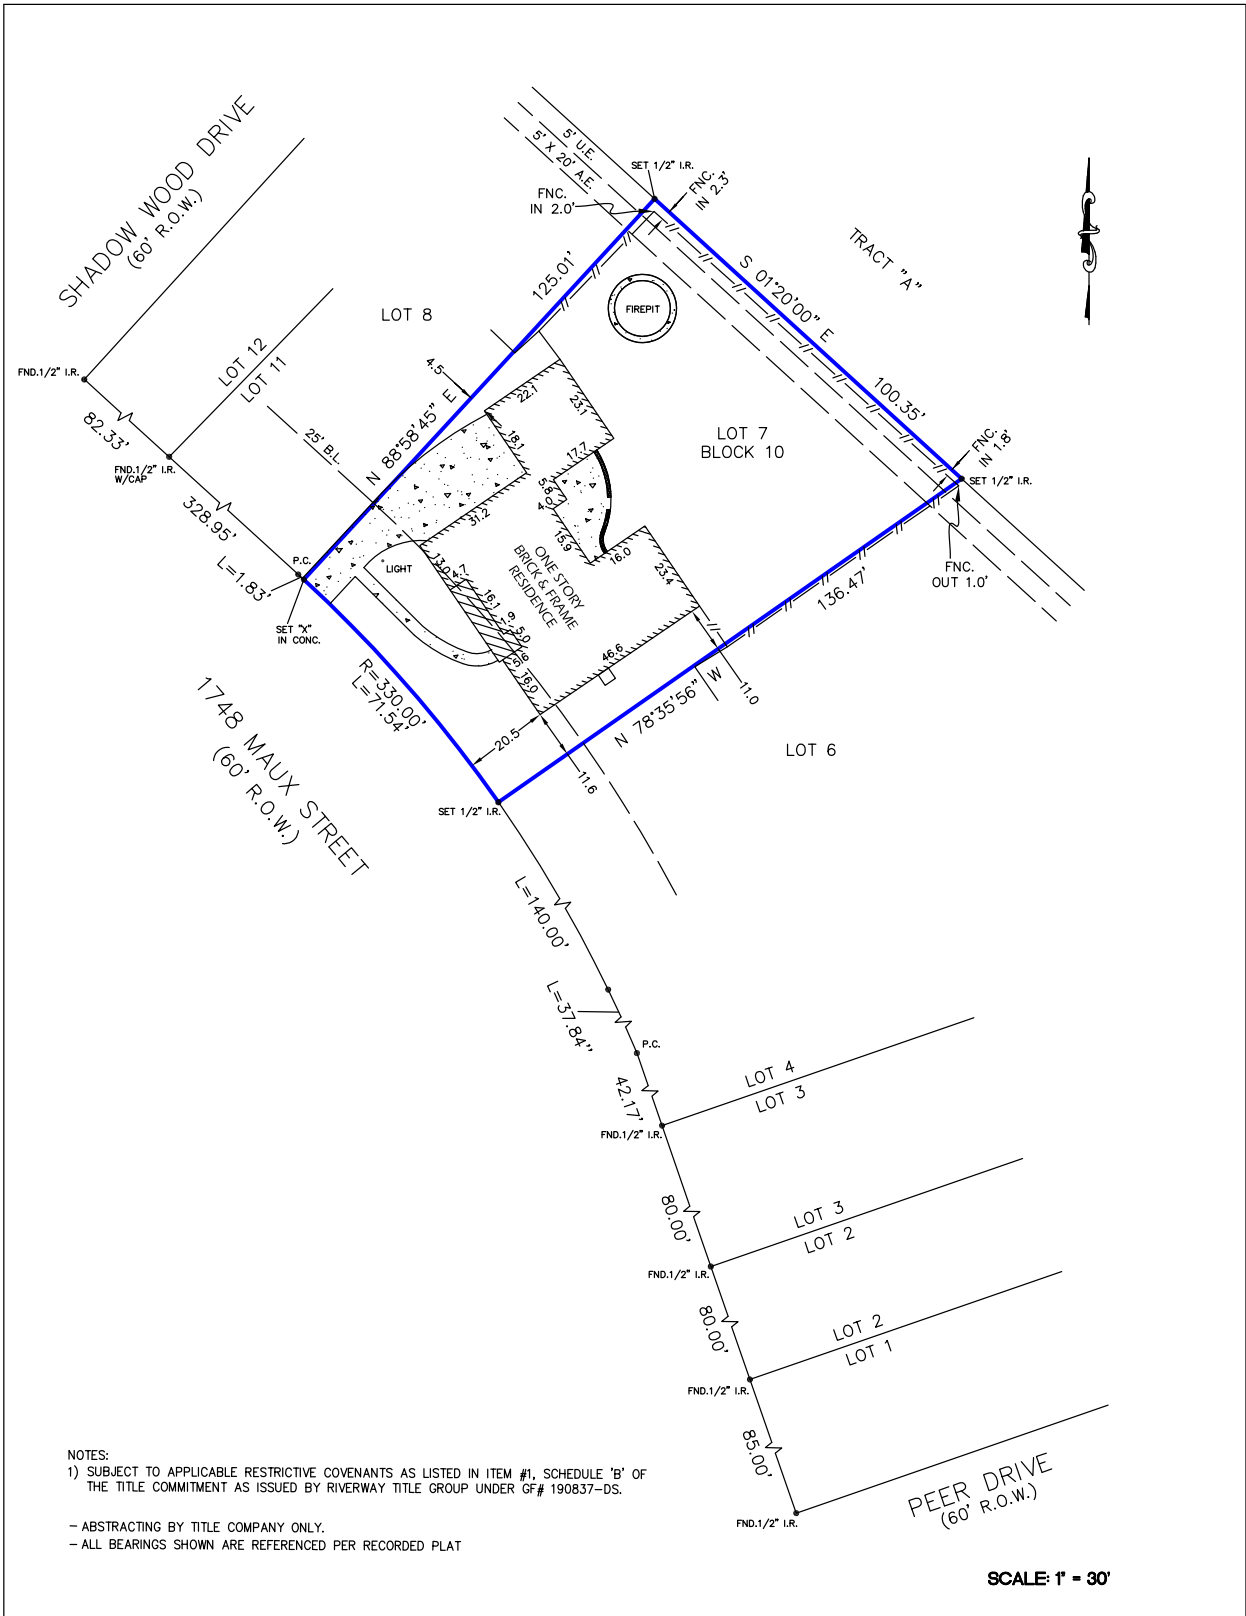 SHADOW WOOD DRIVE
(60' R.O.W.)
5' U.E.
5' X 20' A.E.
SET 1/2" I.R.
FNC.
IN 2.3'
FNC.
IN 2.0'
TRACT "A"
S 01°20'00" E
100.35'
125.01'
FIREPIT
LOT 8
LOT 12
LOT 11
FND.1/2" I.R.
82.33'
FND.1/2" I.R.
W/CAP
328.95'
25' B.L.
N 88°58'45" E
4.5
22.1
23.1
18.1
17.7
5.8
4.0
15.9
16.0
23.4
31.2
LOT 7
BLOCK 10
FNC.
IN 1.8'
SET 1/2" I.R.
FNC.
OUT 1.0'
136.47'
ONE STORY
BRICK & FRAME
RESIDENCE
LIGHT
13.0
4.7
16.1
.9
5.0
5.6
16.0
46.6
P.C.
L=1.83'
SET "X"
IN CONC.
R=330.00'
L=71.54'
20.5
11.0
11.6
N 78°35'56" W
LOT 6
1748 MAUX STREET
(60' R.O.W.)
SET 1/2" I.R.
L=140.00'
L=37.84"
P.C.
42.17'
LOT 4
LOT 3
FND.1/2" I.R.
80.00'
LOT 3
LOT 2
FND.1/2" I.R.
80.00'
LOT 2
LOT 1
FND.1/2" I.R.
85.00'
PEER DRIVE
(60' R.O.W.)
FND.1/2" I.R.
NOTES:
1) SUBJECT TO APPLICABLE RESTRICTIVE COVENANTS AS LISTED IN ITEM #1, SCHEDULE 'B' OF
THE TITLE COMMITMENT AS ISSUED BY RIVERWAY TITLE GROUP UNDER GF# 190837-DS.
- ABSTRACTING BY TITLE COMPANY ONLY.
- ALL BEARINGS SHOWN ARE REFERENCED PER RECORDED PLAT
SCALE: 1" = 30'